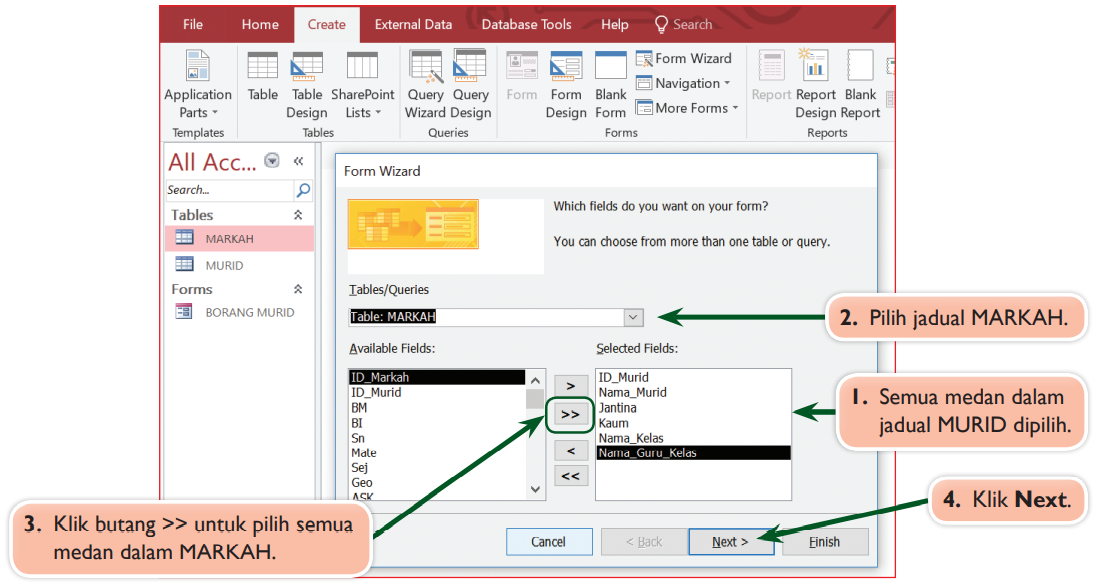 File Home Create External Data Database Tools Help Search
Application Parts
Table
Table Design
SharePoint Lists
Query Wizard
Query Design
Form
Form Design
Blank Form
Form Wizard
Navigation
More Forms
Report
Report Design
Blank Report
Templates Tables Queries Forms Reports
All Acc... «
Search...
Tables
MARKAH
MURID
Forms
BORANG MURID
Form Wizard
Which fields do you want on your form?
You can choose from more than one table or query.
Tables/Queries
Table: MARKAH
2. Pilih jadual MARKAH.
Available Fields:
ID_Markah
ID_Murid
BM
BI
Sn
Mate
Sej
Geo
ASK
>
>>
<
<<
Selected Fields:
ID_Murid
Nama_Murid
Jantina
Kaum
Nama_Kelas
Nama_Guru_Kelas
1. Semua medan dalam
jadual MURID dipilih.
3. Klik butang >> untuk pilih semua
medan dalam MARKAH.
4. Klik Next.
Cancel < Back Next > Finish